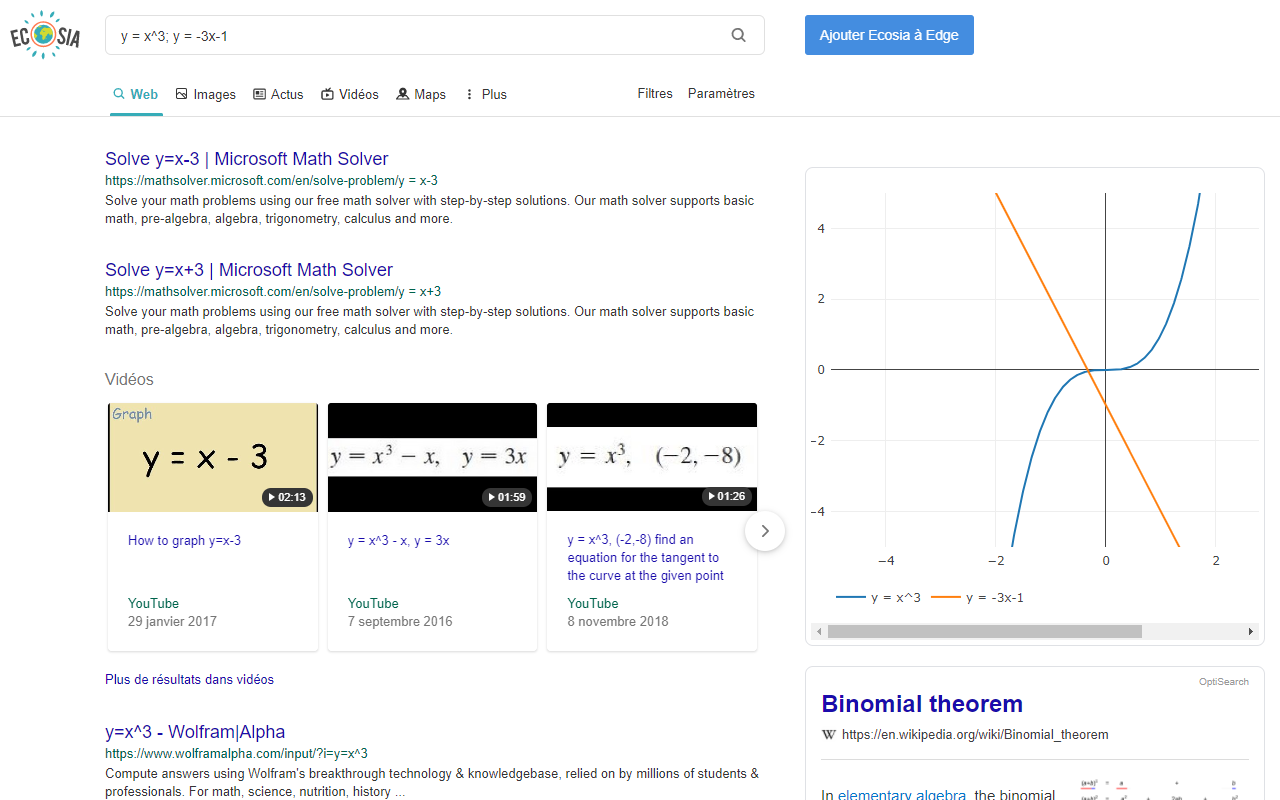 ECOSIA
y = x^3; y = -3x-1
Ajouter Ecosia à Edge
Web Images Actus Vidéos Maps Plus Filtres Paramètres
Solve y=x-3 | Microsoft Math Solver
https://mathsolver.microsoft.com/en/solve-problem/y = x-3
Solve your math problems using our free math solver with step-by-step solutions. Our math solver supports basic
math, pre-algebra, algebra, trigonometry, calculus and more.
Solve y=x+3 | Microsoft Math Solver
https://mathsolver.microsoft.com/en/solve-problem/y = x+3
Solve your math problems using our free math solver with step-by-step solutions. Our math solver supports basic
math, pre-algebra, algebra, trigonometry, calculus and more.
Vidéos
Graph
y = x - 3
02:13
How to graph y=x-3
YouTube
29 janvier 2017
y = x³ − x, y = 3x
01:59
y = x^3 - x, y = 3x
YouTube
7 septembre 2016
y = x³, (−2, −8)
01:26
y = x^3, (-2,-8) find an
equation for the tangent to
the curve at the given point
YouTube
8 novembre 2018
Plus de résultats dans vidéos
y=x^3 - Wolfram|Alpha
https://www.wolframalpha.com/input/?i=y=x^3
Compute answers using Wolfram's breakthrough technology & knowledgebase, relied on by millions of students &
professionals. For math, science, nutrition, history ...
4
2
0
−2
−4
−4 −2 0 2
y = x^3 y = -3x-1
OptiSearch
Binomial theorem
W https://en.wikipedia.org/wiki/Binomial_theorem
In elementary algebra, the binomial